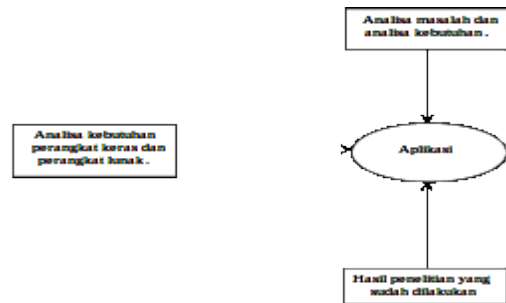 Analisa masalah dan
analisa kebutuhan.
Analisa kebutuhan
perangkat keras dan
perangkat lunak.
Aplikasi
Hasil penelitian yang
sudah dilakukan